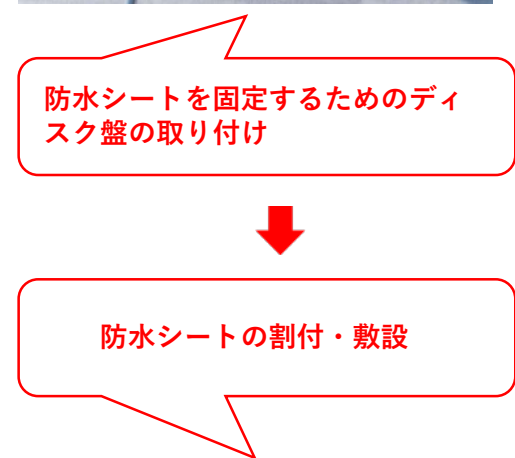 防水シートを固定するためのディ
スク盤の取り付け
防水シートの割付・敷設